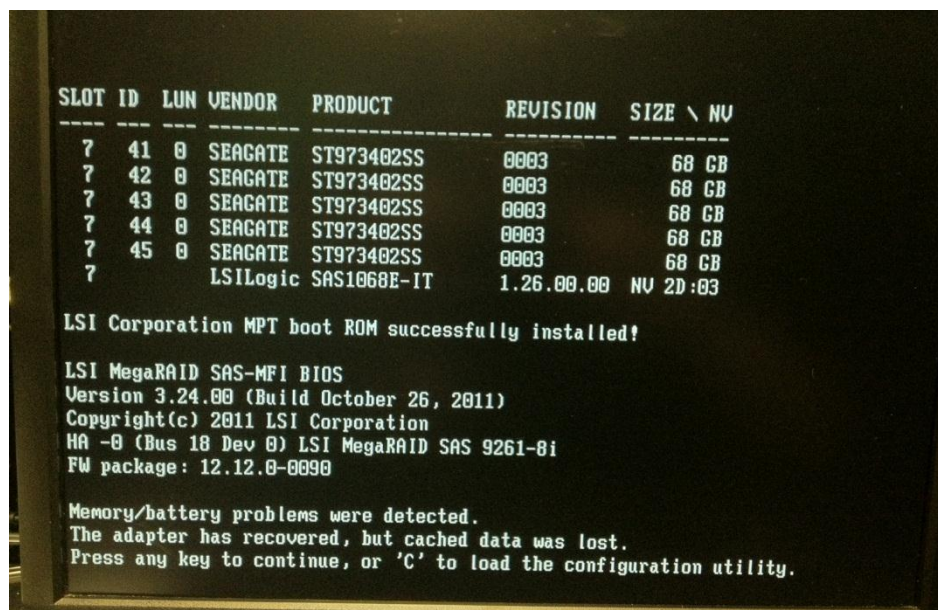 SLOT ID LUN VENDOR PRODUCT REVISION SIZE \ NV
---- --- --- -------- ---------------- ---------- ---------
7 41 0 SEAGATE ST973402SS 0003 68 GB
7 42 0 SEAGATE ST973402SS 0003 68 GB
7 43 0 SEAGATE ST973402SS 0003 68 GB
7 44 0 SEAGATE ST973402SS 0003 68 GB
7 45 0 SEAGATE ST973402SS 0003 68 GB
7 LSILogic SAS1068E-IT 1.26.00.00 NV 2D:03
LSI Corporation MPT boot ROM successfully installed!
LSI MegaRAID SAS-MFI BIOS
Version 3.24.00 (Build October 26, 2011)
Copyright(c) 2011 LSI Corporation
HA -0 (Bus 18 Dev 0) LSI MegaRAID SAS 9261-8i
FW package: 12.12.0-0090
Memory/battery problems were detected.
The adapter has recovered, but cached data was lost.
Press any key to continue, or 'C' to load the configuration utility.